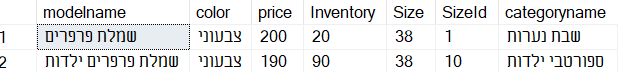 modelname color price Inventory Size SizeId categoryname
1 שמלת פרפרים צבעוני 200 20 38 1 שבת נערות
2 שמלת פרפרים ילדות צבעוני 190 90 38 10 ספורטבי ילדות